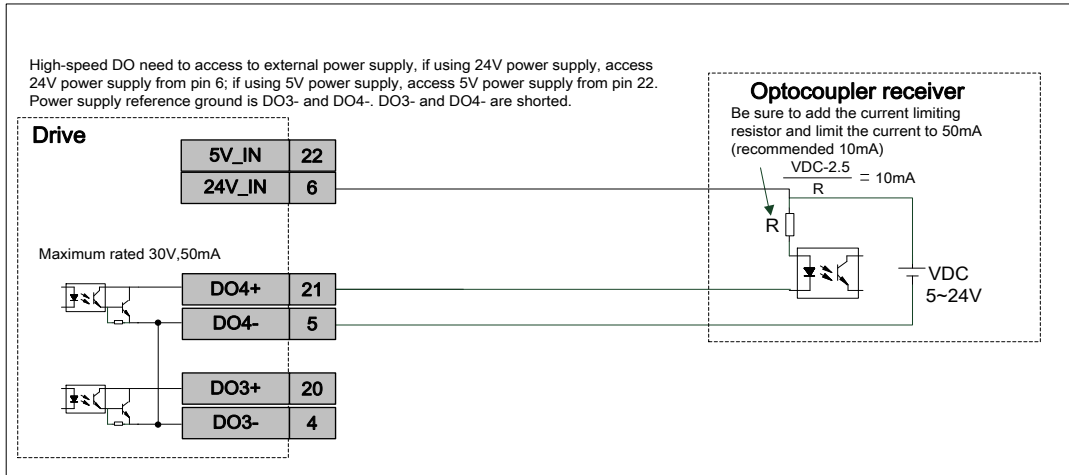 High-speed DO need to access to external power supply, if using 24V power supply, access
24V power supply from pin 6; if using 5V power supply, access 5V power supply from pin 22.
Power supply reference ground is DO3- and DO4-. DO3- and DO4- are shorted.
Drive
5V_IN 22
24V_IN 6
Maximum rated 30V,50mA
DO4+ 21
DO4- 5
DO3+ 20
DO3- 4
Optocoupler receiver
Be sure to add the current limiting
resistor and limit the current to 50mA
(recommended 10mA)
VDC-2.5
R
= 10mA
R
VDC
5~24V